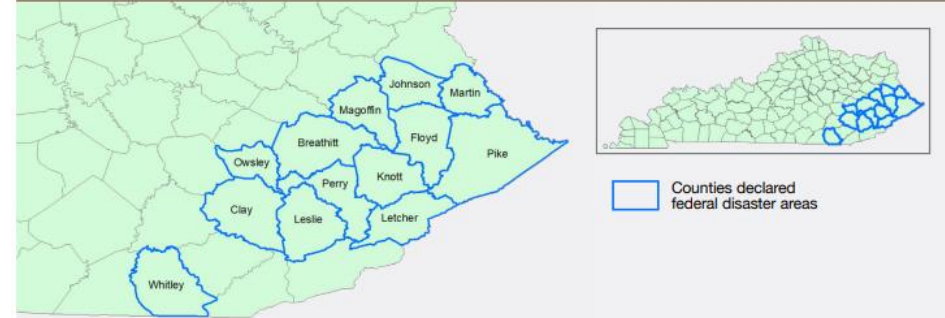 Johnson
Martin
Magoffin
Floyd
Breathitt
Pike
Owsley
Perry
Knott
Clay
Leslie
Letcher
Whitley
Counties declared
federal disaster areas